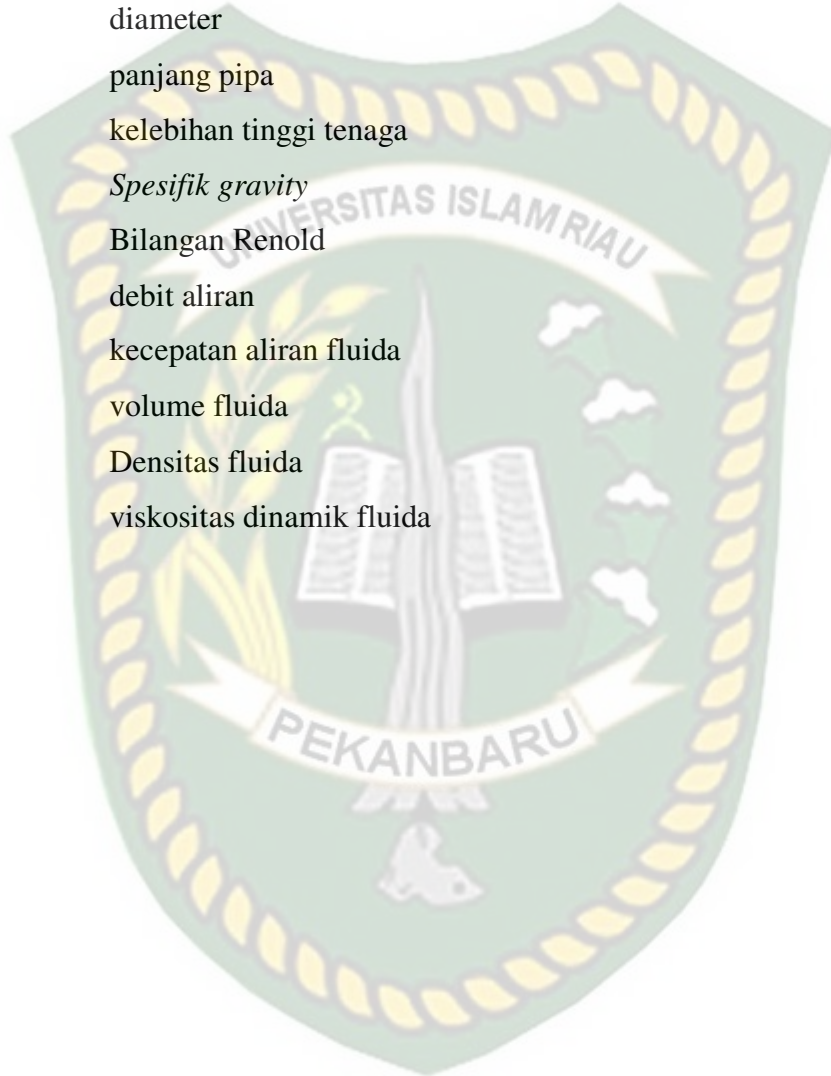 diameter
panjang pipa
kelebihan tinggi tenaga
Spesifik gravity
UNIVERSITAS ISLAM RIAU
Bilangan Renold
debit aliran
kecepatan aliran fluida
volume fluida
Densitas fluida
viskositas dinamik fluida
PEKANBARU